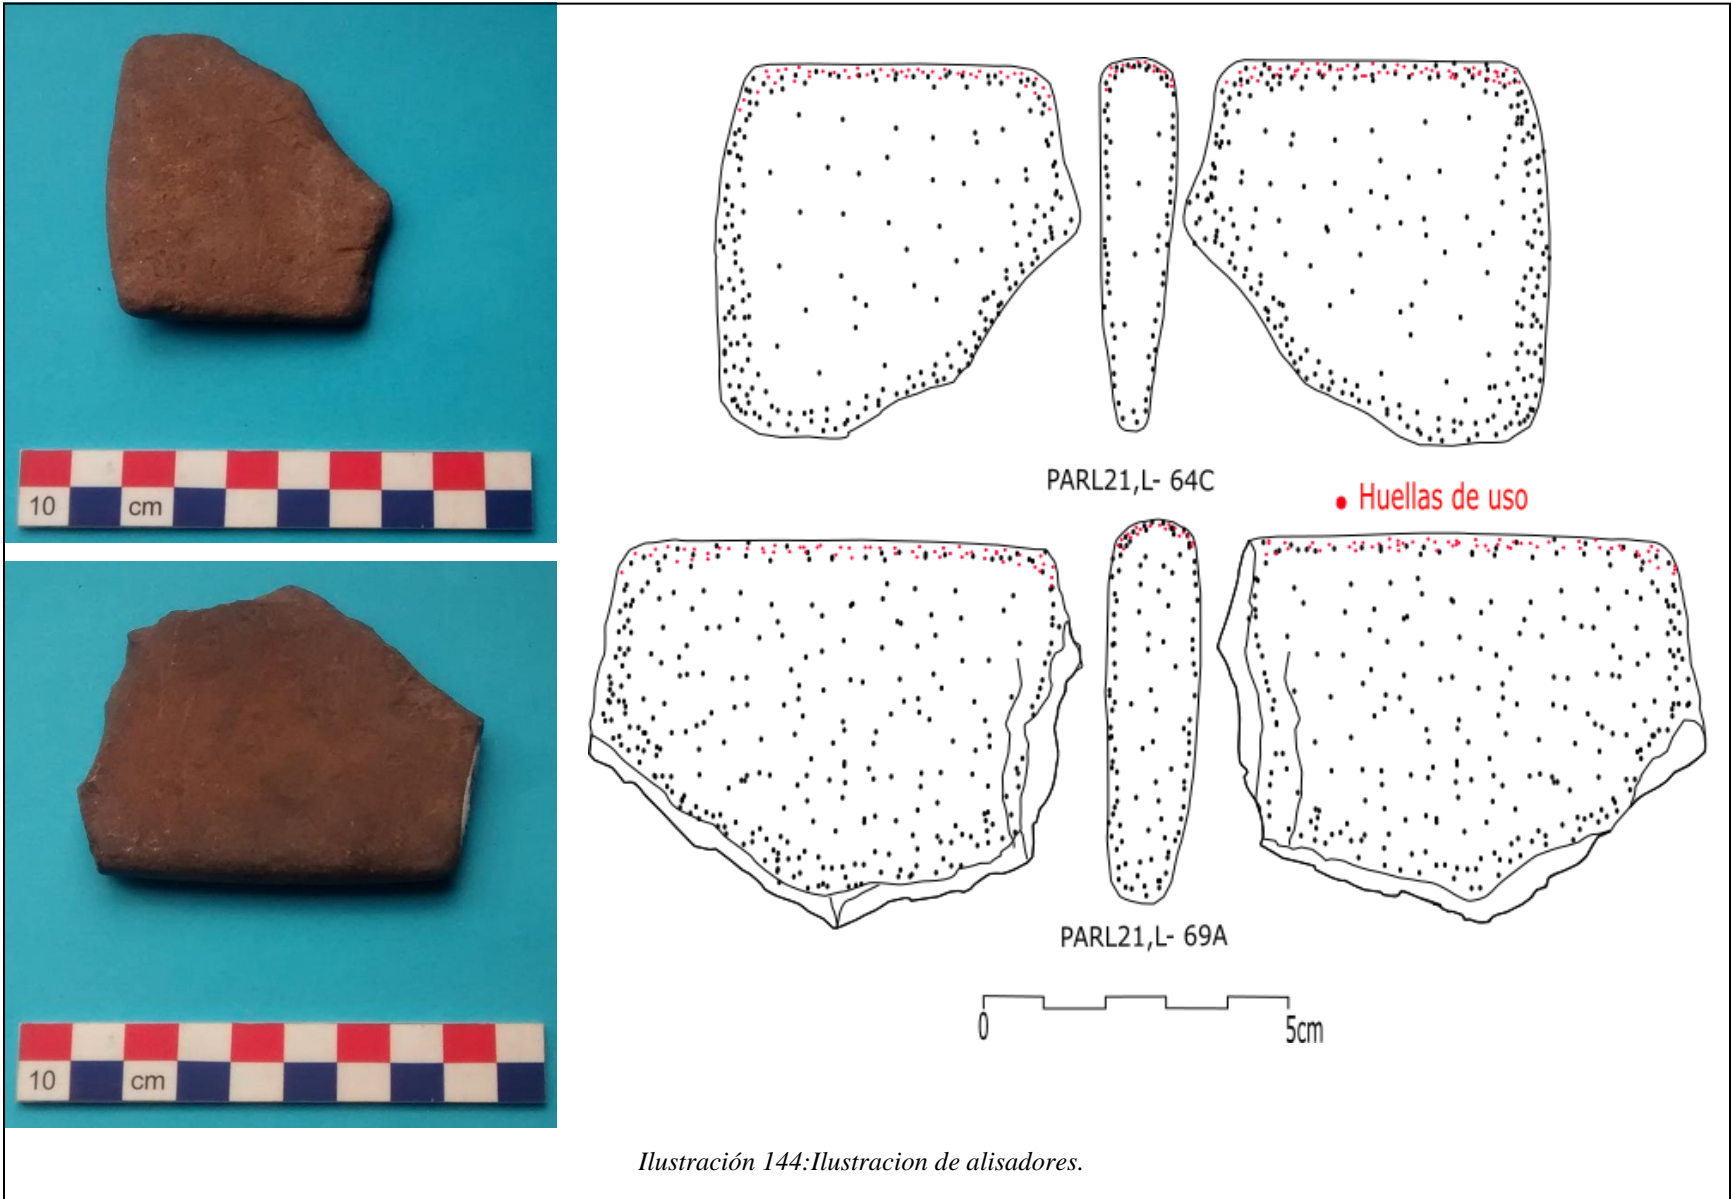 10 cm
PARL21,L- 64C
Huellas de uso
10 cm
PARL21,L- 69A
0 5cm
Ilustración 144:Ilustracion de alisadores.